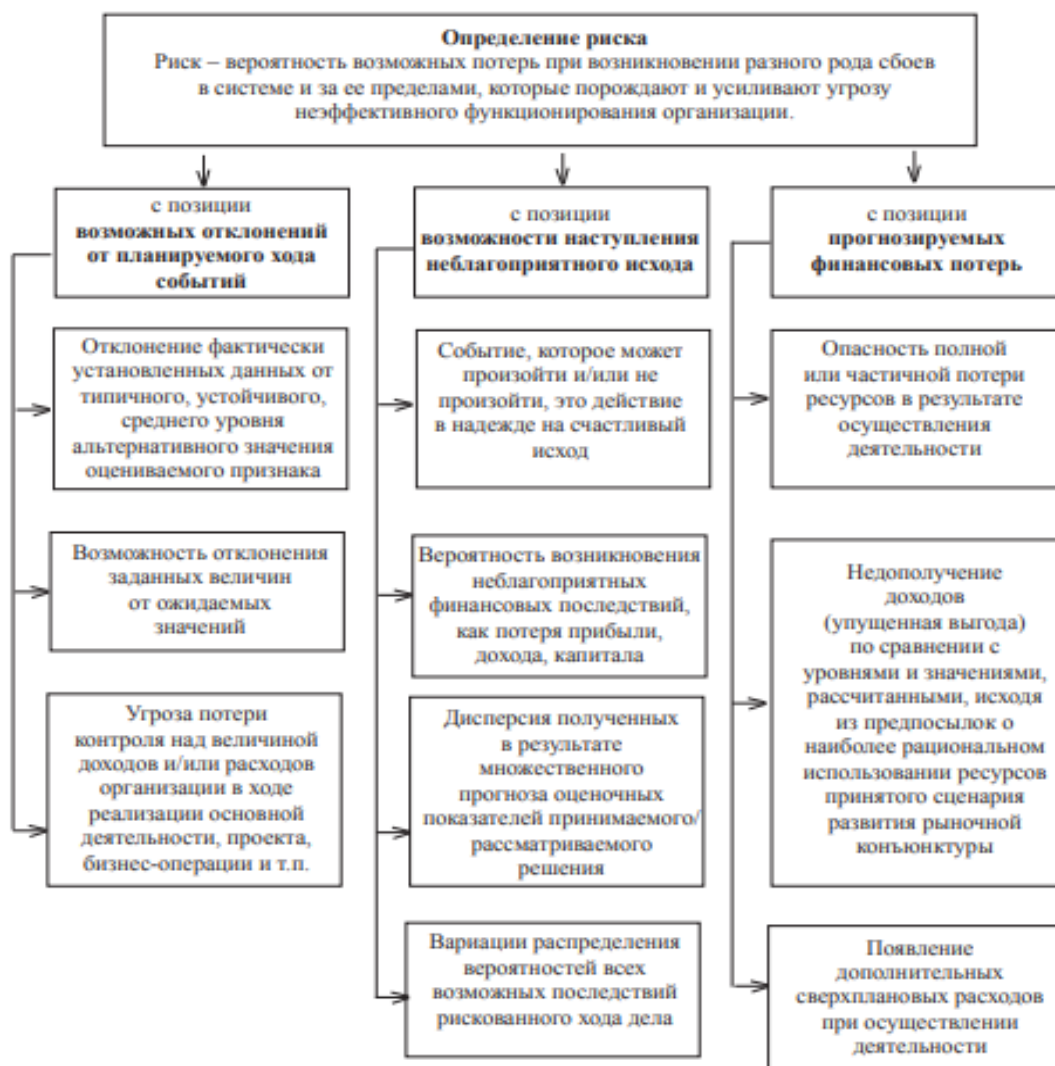 Определение риска
Риск – вероятность возможных потерь при возникновении разного рода сбоев
в системе и за ее пределами, которые порождают и усиливают угрозу
неэффективного функционирования организации.
с позиции
возможных отклонений
от планируемого хода
событий
Отклонение фактически
установленных данных от
типичного, устойчивого,
среднего уровня
альтернативного значения
оцениваемого признака
Возможность отклонения
заданных величин
от ожидаемых
значений
Угроза потери
контроля над величиной
доходов и/или расходов
организации в ходе
реализации основной
деятельности, проекта,
бизнес-операции и т.п.
с позиции
возможности наступления
неблагоприятного исхода
Событие, которое может
произойти и/или не
произойти, это действие
в надежде на счастливый
исход
Вероятность возникновения
неблагоприятных
финансовых последствий,
как потеря прибыли,
дохода, капитала
Дисперсия полученных
в результате
множественного
прогноза оценочных
показателей принимаемого/
рассматриваемого
решения
Вариации распределения
вероятностей всех
возможных последствий
рискованного хода дела
с позиции
прогнозируемых
финансовых потерь
Опасность полной
или частичной потери
ресурсов в результате
осуществления
деятельности
Недополучение
доходов
(упущенная выгода)
по сравнении с
уровнями и значениями,
рассчитанными, исходя
из предпосылок о
наиболее рациональном
использовании ресурсов
принятого сценария
развития рыночной
конъюнктуры
Появление
дополнительных
сверхплановых расходов
при осуществлении
деятельности